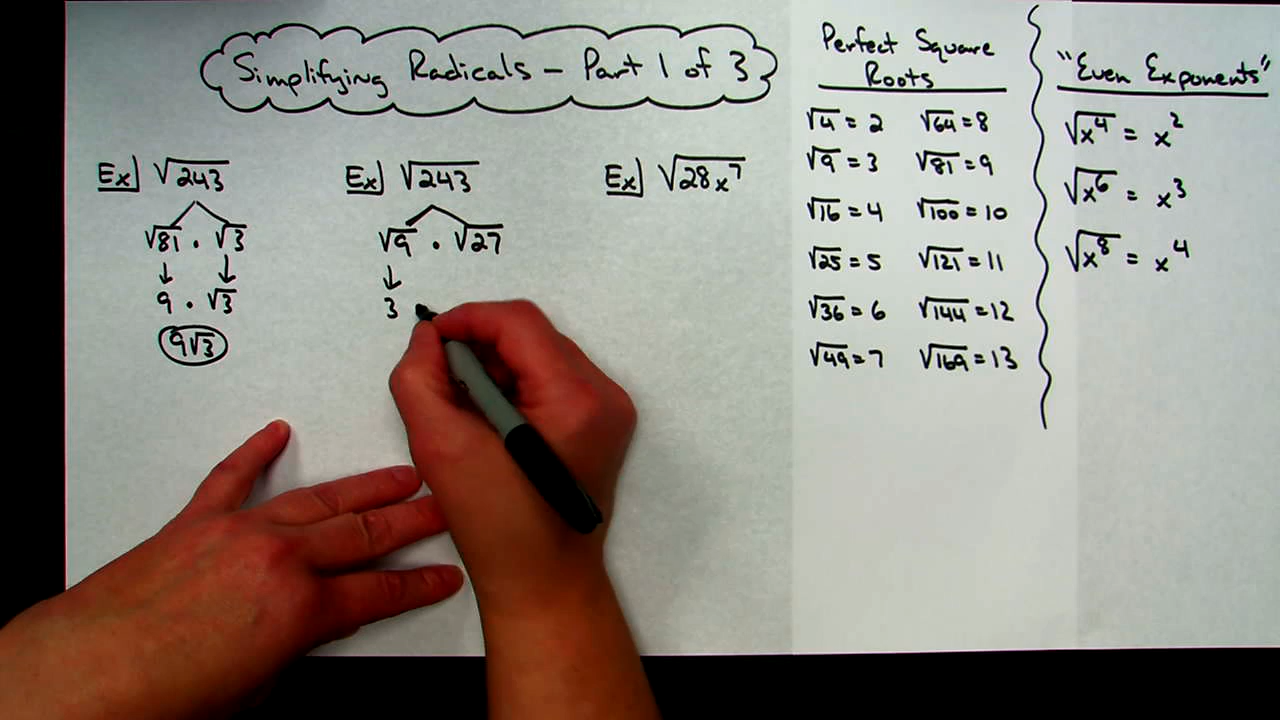 Simplifying Radicals – Part 1 of 3
Ex] √243
√81 · √3
↓ ↓
9 · √3
9√3
Ex] √243
√9 · √27
↓
3 ·
Ex] √28x⁷
Perfect Square
Roots
√4 = 2 √64 = 8
√9 = 3 √81 = 9
√16 = 4 √100 = 10
√25 = 5 √121 = 11
√36 = 6 √144 = 12
√49 = 7 √169 = 13
"Even Exponents"
√x⁴ = x²
√x⁶ = x³
√x⁸ = x⁴